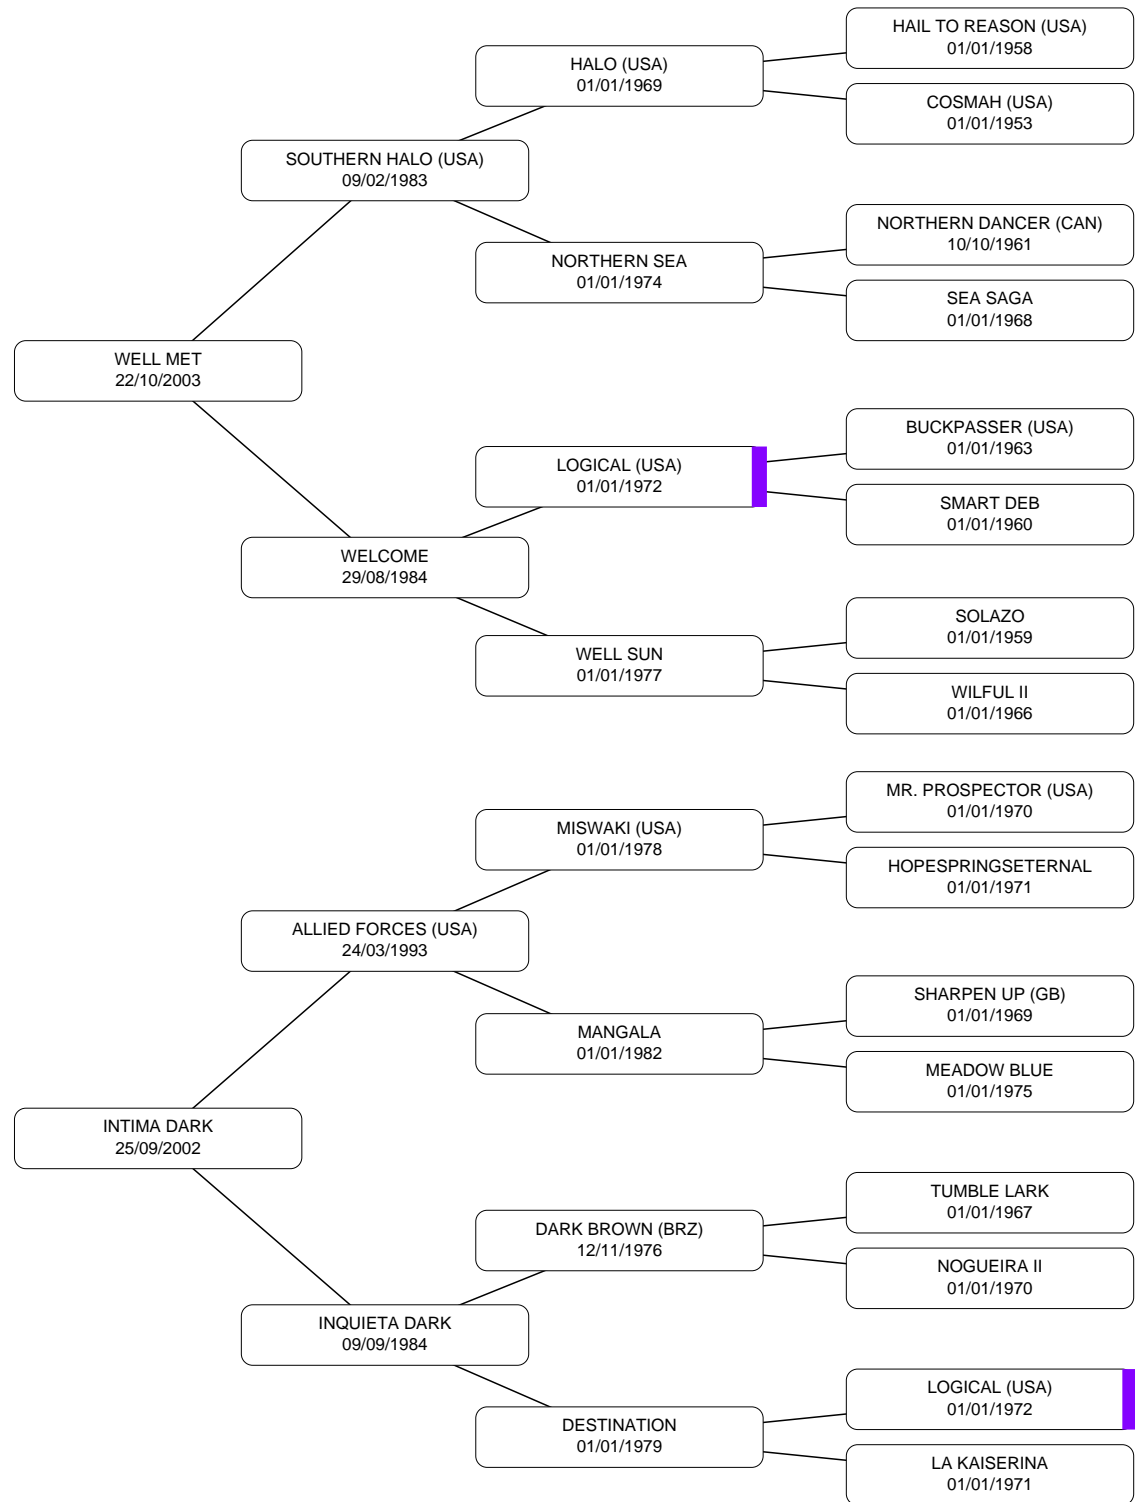 HAIL TO REASON (USA)
01/01/1958
HALO (USA)
01/01/1969
COSMAH (USA)
01/01/1953
SOUTHERN HALO (USA)
09/02/1983
NORTHERN DANCER (CAN)
10/10/1961
NORTHERN SEA
01/01/1974
SEA SAGA
01/01/1968
WELL MET
22/10/2003
BUCKPASSER (USA)
01/01/1963
LOGICAL (USA)
01/01/1972
SMART DEB
01/01/1960
WELCOME
29/08/1984
SOLAZO
01/01/1959
WELL SUN
01/01/1977
WILFUL II
01/01/1966
MR. PROSPECTOR (USA)
01/01/1970
MISWAKI (USA)
01/01/1978
HOPESPRINGSETERNAL
01/01/1971
ALLIED FORCES (USA)
24/03/1993
SHARPEN UP (GB)
01/01/1969
MANGALA
01/01/1982
MEADOW BLUE
01/01/1975
INTIMA DARK
25/09/2002
TUMBLE LARK
01/01/1967
DARK BROWN (BRZ)
12/11/1976
NOGUEIRA II
01/01/1970
INQUIETA DARK
09/09/1984
LOGICAL (USA)
01/01/1972
DESTINATION
01/01/1979
LA KAISERINA
01/01/1971